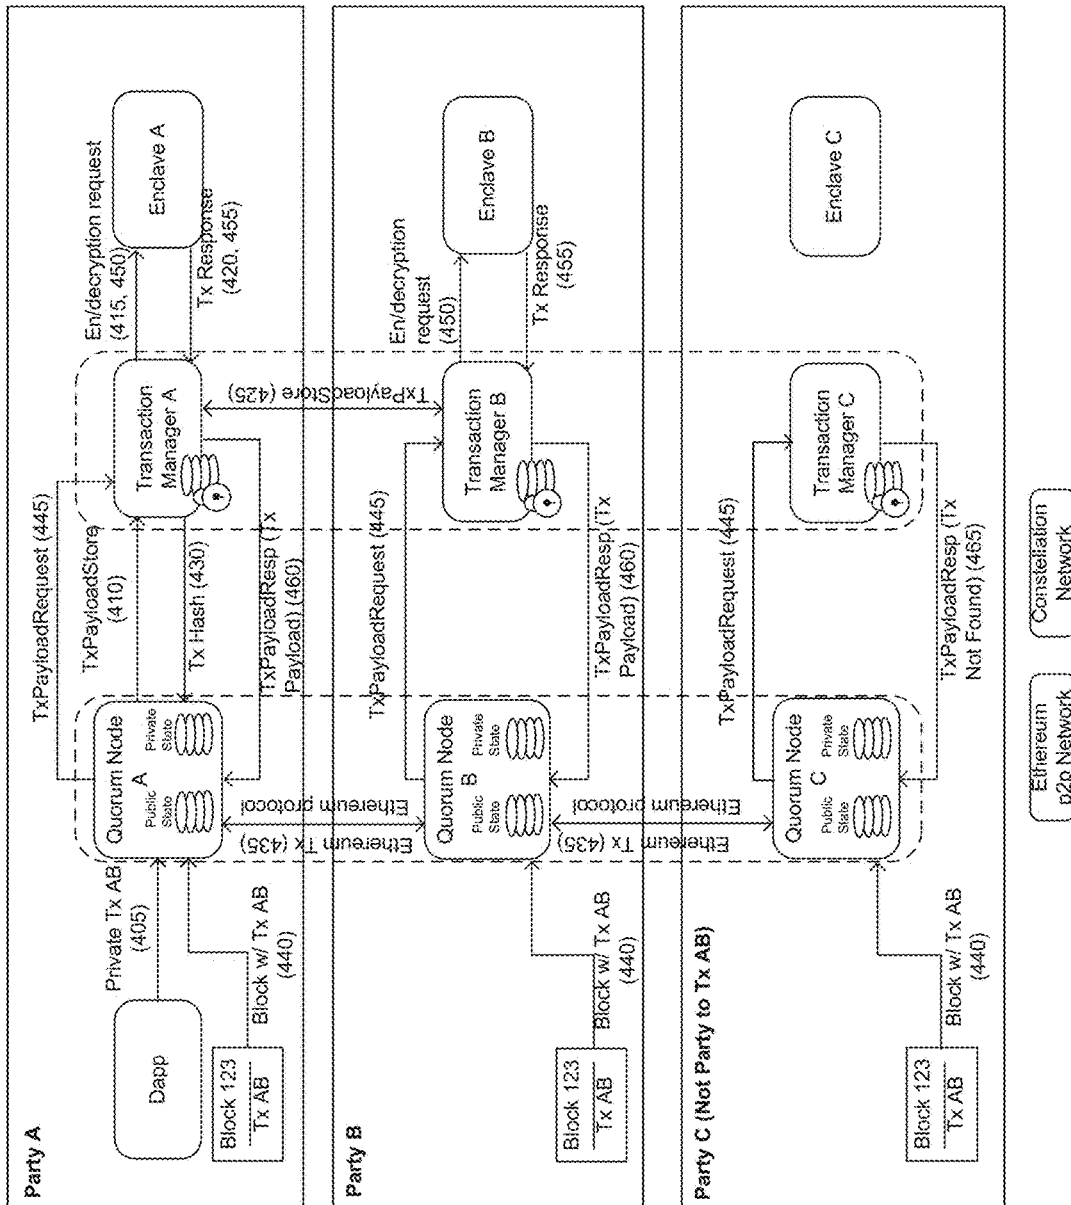 Party A
Dapp
Block 123
Tx AB
Private Tx AB
(405)
Block w/ Tx AB
(440)
Quorum Node
A
Public
State
Private
State
TxPayloadRequest (445)
TxPayloadStore
(410)
Tx Hash (430)
TxPayloadResp (Tx
Payload) (460)
Transaction
Manager A
En/decryption request
(415, 450)
Tx Response
(420, 455)
Enclave A
Ethereum Tx (435)
Ethereum protocol
TxPayloadStore (425)
Party B
Block 123
Tx AB
Block w/ Tx AB
(440)
Quorum Node
B
Public
State
Private
State
TxPayloadRequest (445)
TxPayloadResp (Tx
Payload) (460)
Transaction
Manager B
En/decryption
request
(450)
Tx Response
(455)
Enclave B
Ethereum Tx (435)
Ethereum protocol
Party C (Not Party to Tx AB)
Block 123
Tx AB
Block w/ Tx AB
(440)
Quorum Node
C
Public
State
Private
State
TxPayloadRequest (445)
TxPayloadResp (Tx
Not Found) (465)
Transaction
Manager C
Enclave C
Ethereum
p2p Network
Constellation
Network